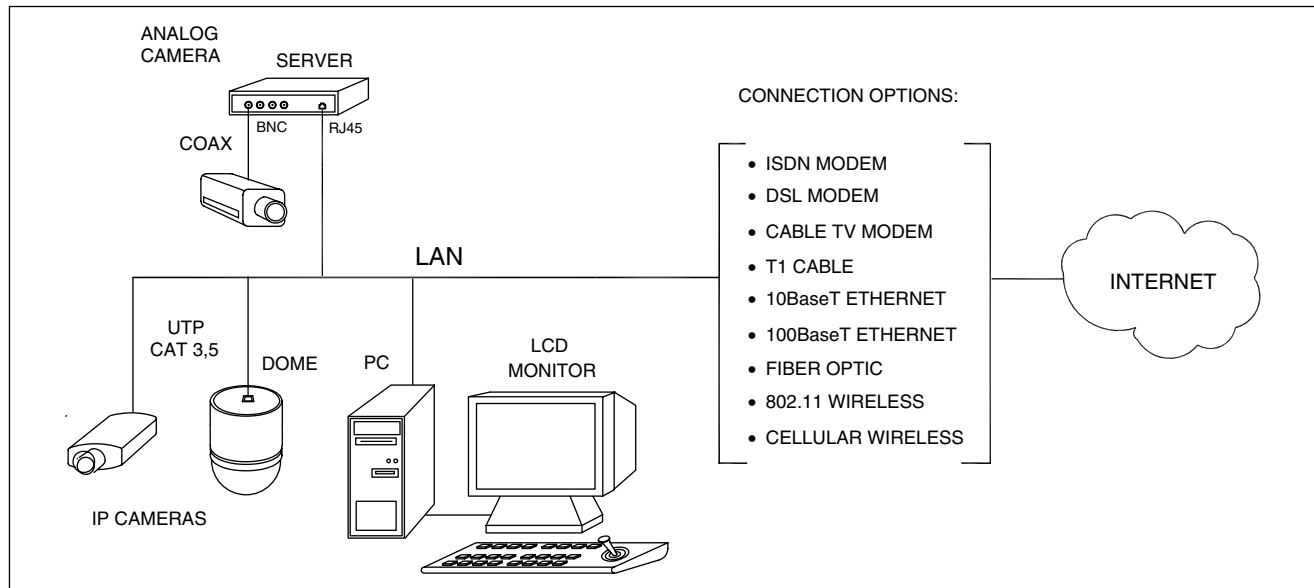 ANALOG
CAMERA
SERVER
BNC
RJ45
COAX
CONNECTION OPTIONS:
• ISDN MODEM
• DSL MODEM
• CABLE TV MODEM
• T1 CABLE
• 10BaseT ETHERNET
• 100BaseT ETHERNET
• FIBER OPTIC
• 802.11 WIRELESS
• CELLULAR WIRELESS
INTERNET
LAN
UTP
CAT 3,5
DOME
PC
LCD
MONITOR
IP CAMERAS